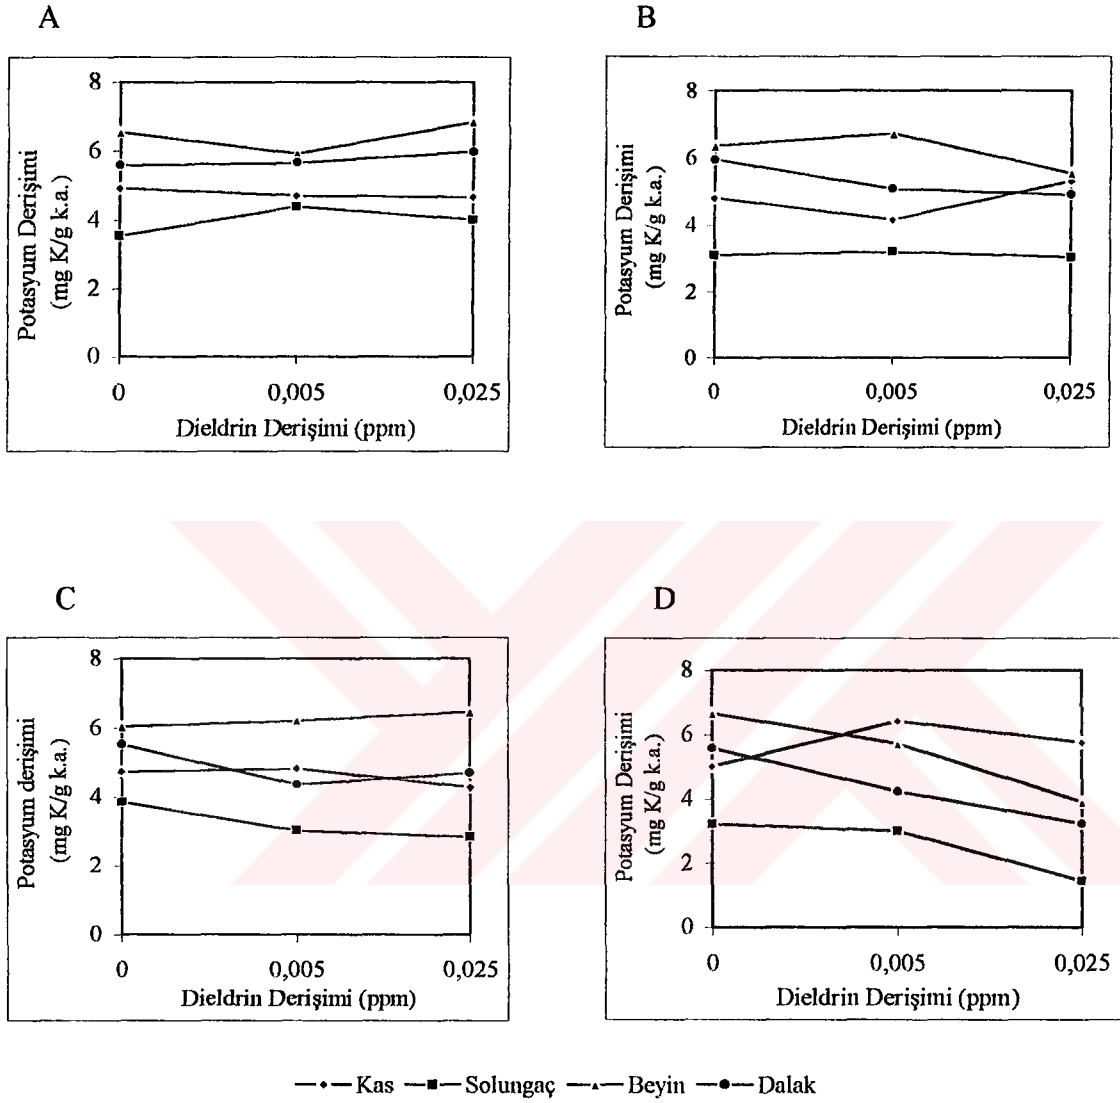 A
Potasyum Derişimi
(mg K/g k.a.)
8
6
4
2
0
0 0,005 0,025
Dieldrin Derişimi (ppm)
B
Potasyum Derişimi
(mg K/g k.a.)
8
6
4
2
0
0 0,005 0,025
Dieldrin Derişimi (ppm)
C
Potasyum derişimi
(mg K/g k.a.)
8
6
4
2
0
0 0,005 0,025
Dieldrin Derişimi (ppm)
D
Potasyum Derişimi
(mg K/g k.a.)
8
6
4
2
0
0 0,005 0,025
Dieldrin Derişimi (ppm)
Kas Solungaç Beyin Dalak